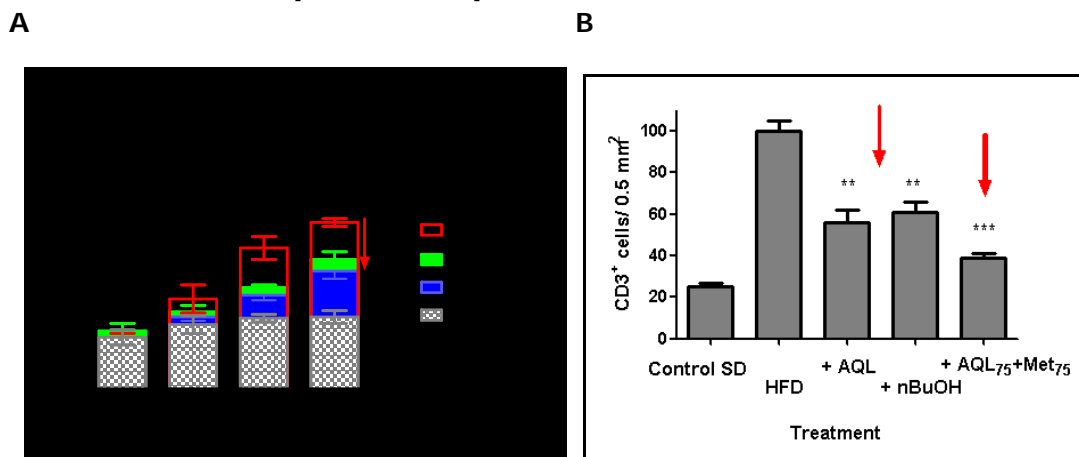 A
B
CD3⁺ cells/ 0.5 mm²
100
80
60
40
20
0
**
**
***
Control SD
HFD
+ AQL
+ nBuOH
+ AQL₇₅+Met₇₅
Treatment